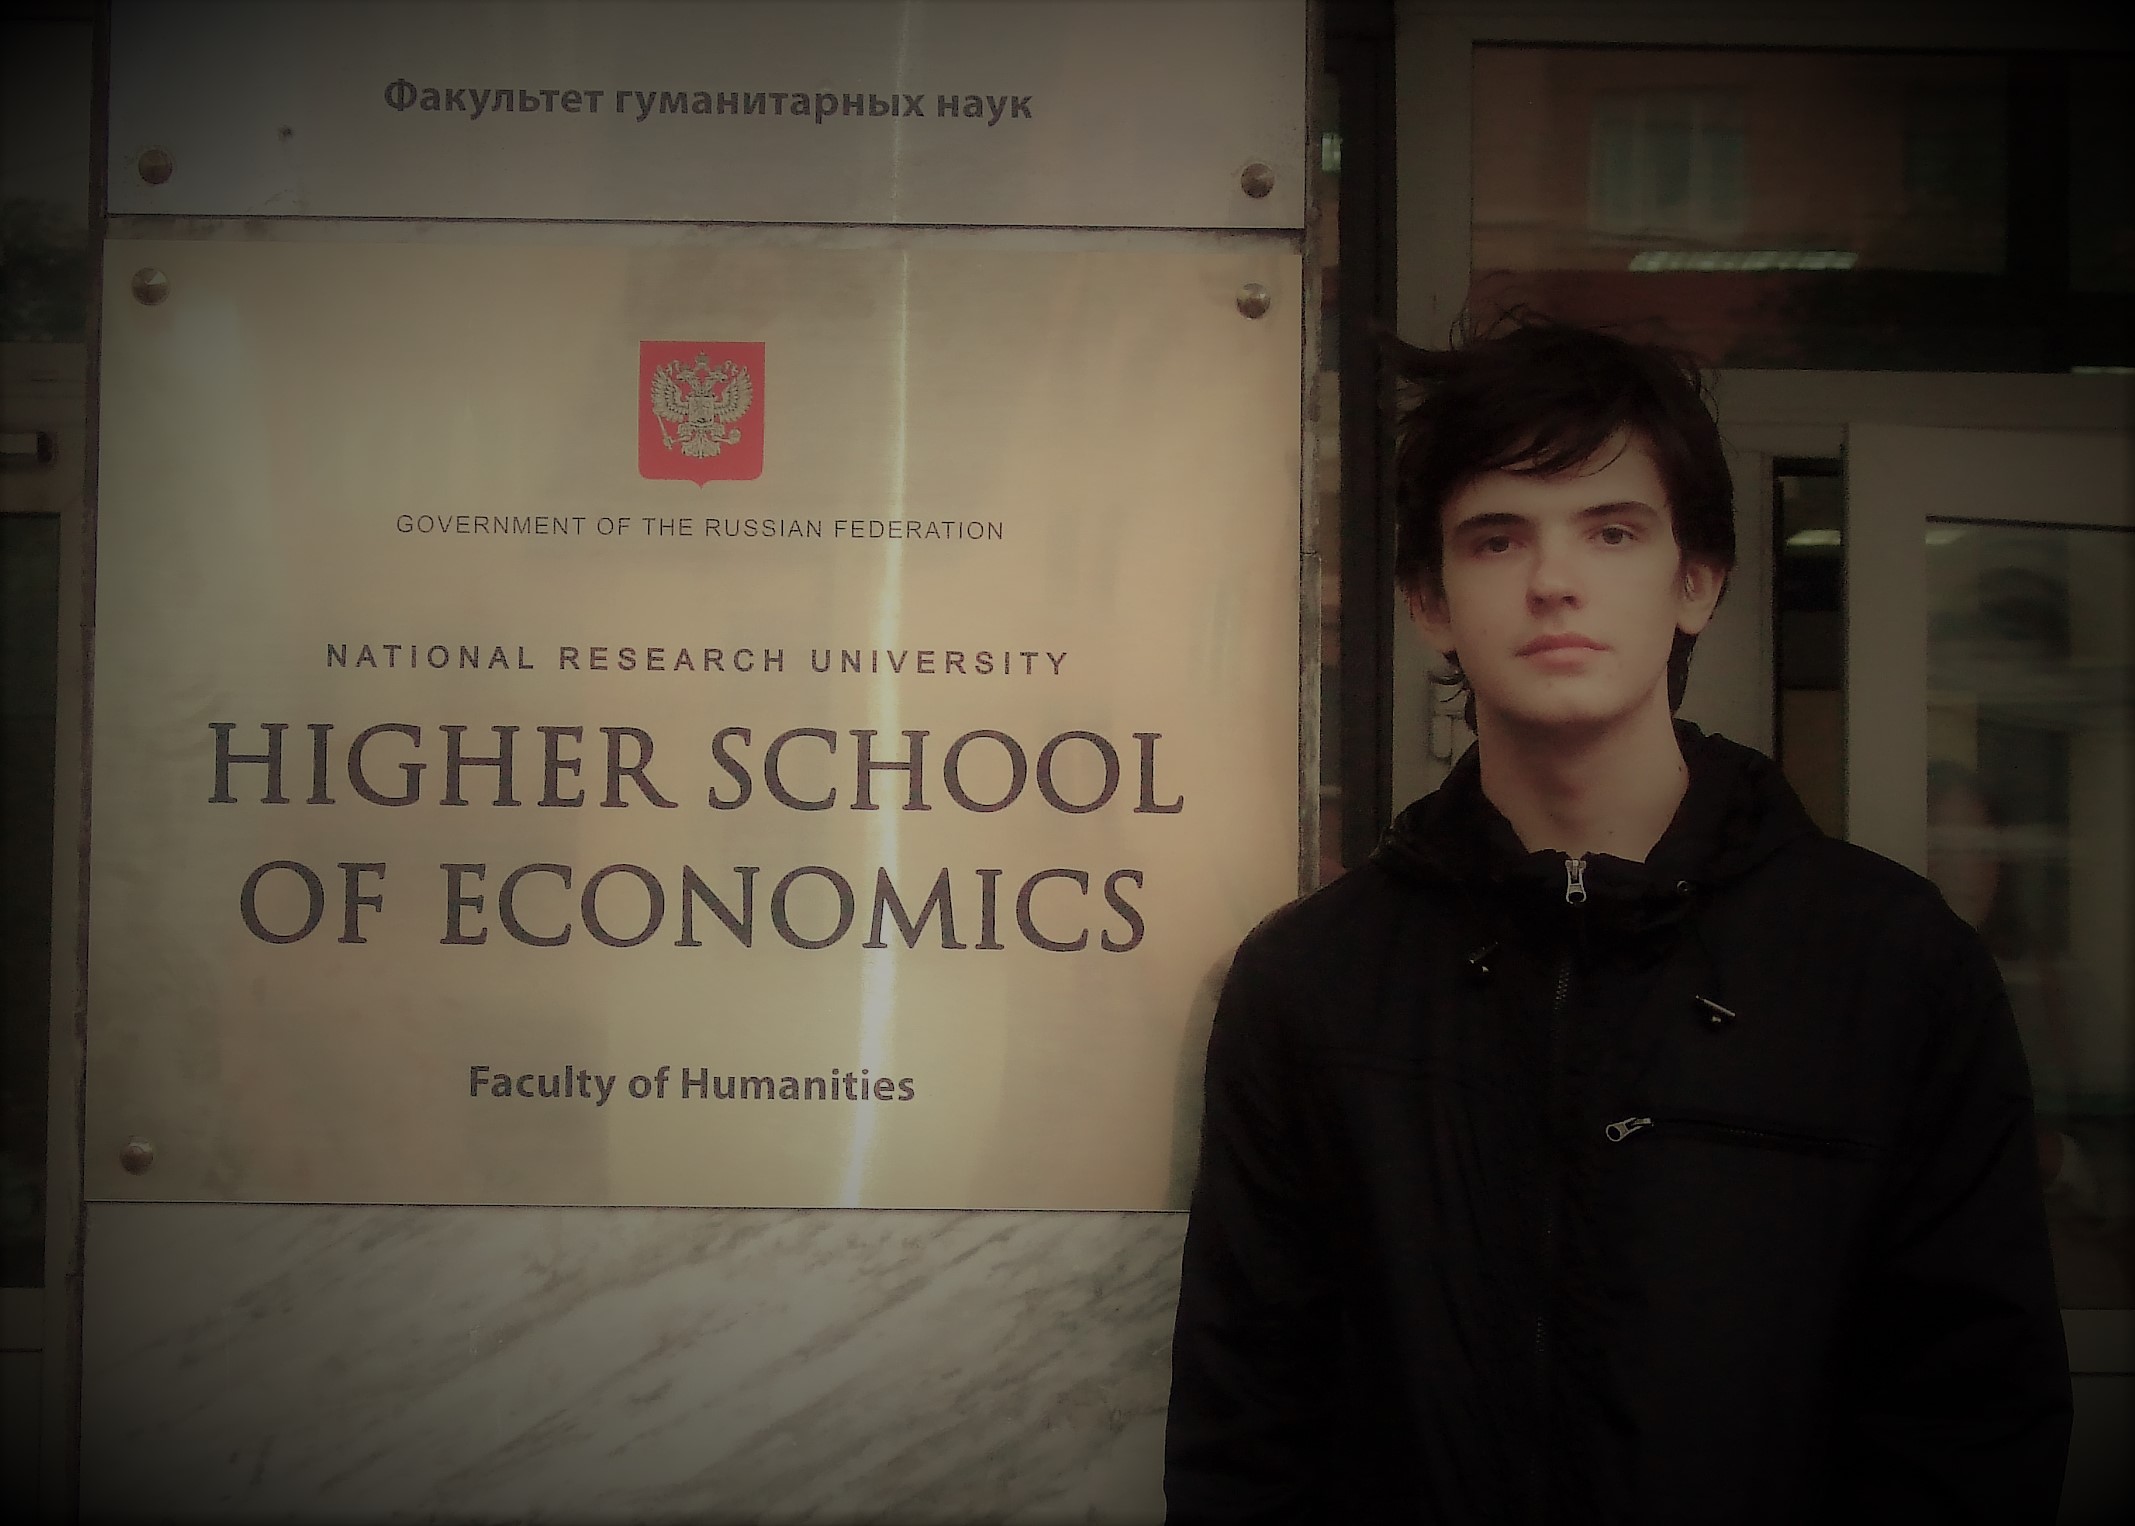 Факультет гуманитарных наук
GOVERNMENT OF THE RUSSIAN FEDERATION
NATIONAL RESEARCH UNIVERSITY
HIGHER SCHOOL
OF ECONOMICS
Faculty of Humanities